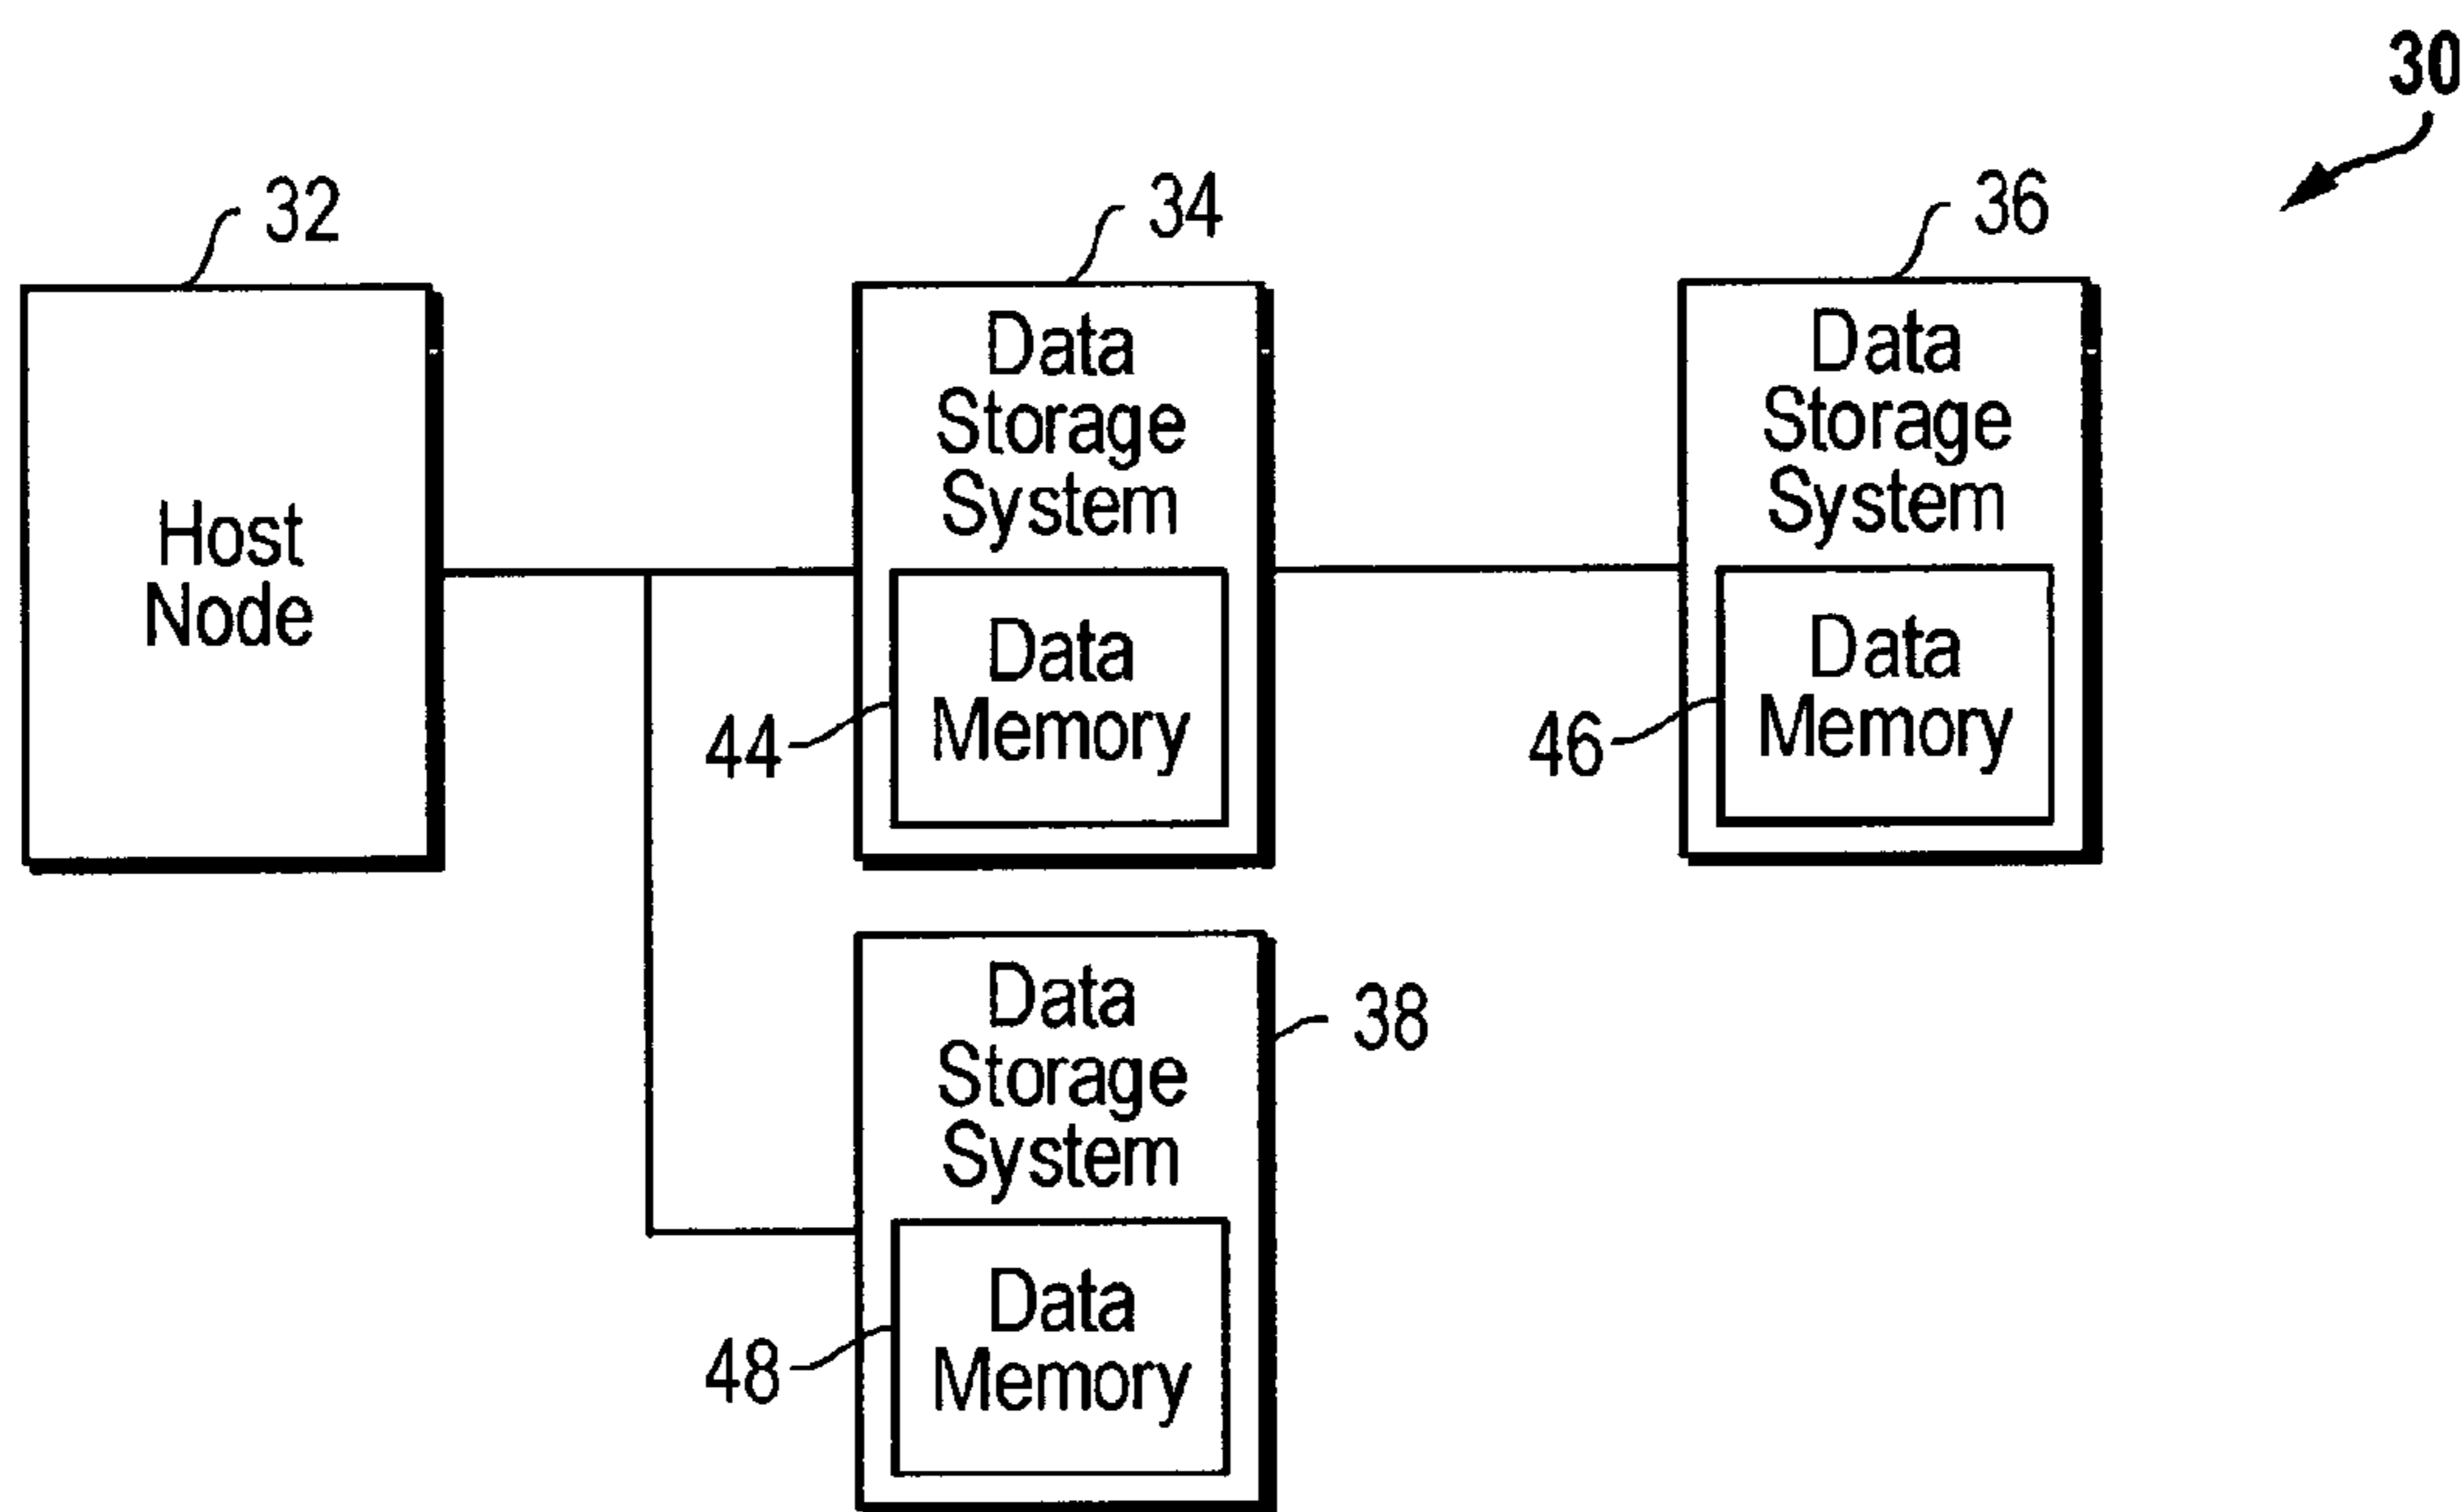 30
32
34
36
Host
Node
Data
Storage
System
Data
Memory
44
Data
Storage
System
Data
Memory
46
Data
Storage
System
38
Data
Memory
48